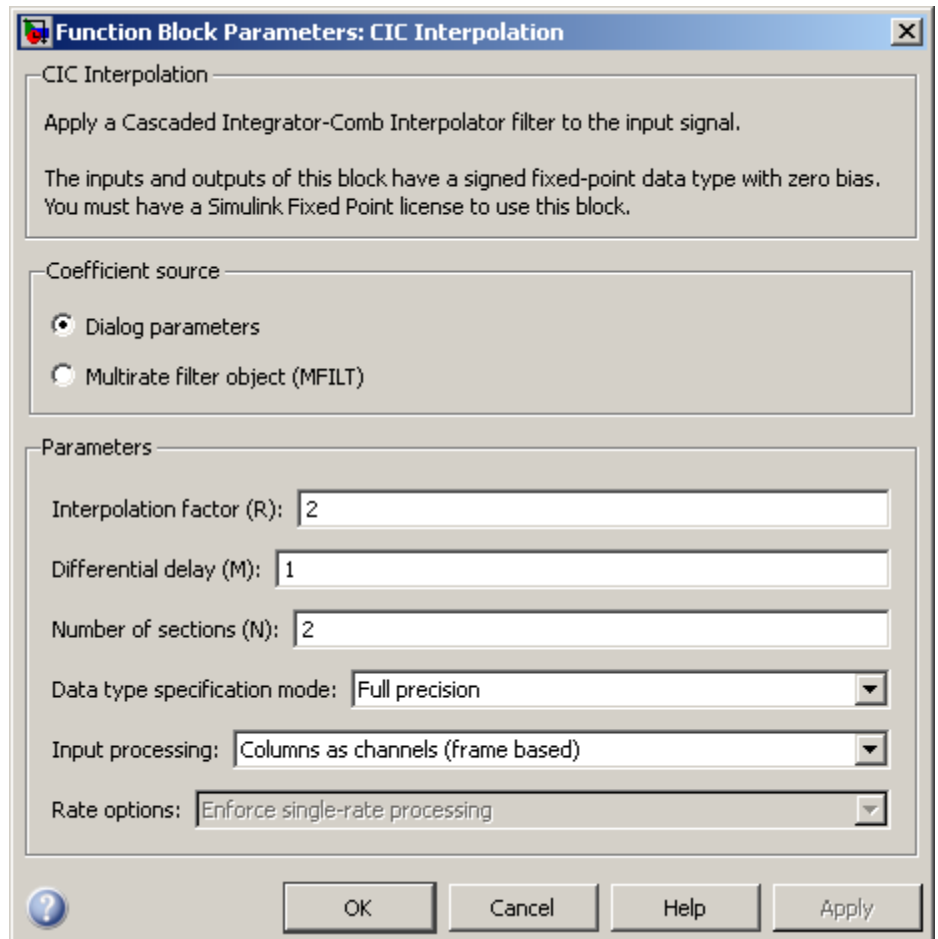 Function Block Parameters: CIC Interpolation
CIC Interpolation
Apply a Cascaded Integrator-Comb Interpolator filter to the input signal.
The inputs and outputs of this block have a signed fixed-point data type with zero bias.
You must have a Simulink Fixed Point license to use this block.
Coefficient source
Dialog parameters
Multirate filter object (MFILT)
Parameters
Interpolation factor (R): 2
Differential delay (M): 1
Number of sections (N): 2
Data type specification mode: Full precision
Input processing: Columns as channels (frame based)
Rate options: Enforce single-rate processing
? OK Cancel Help Apply